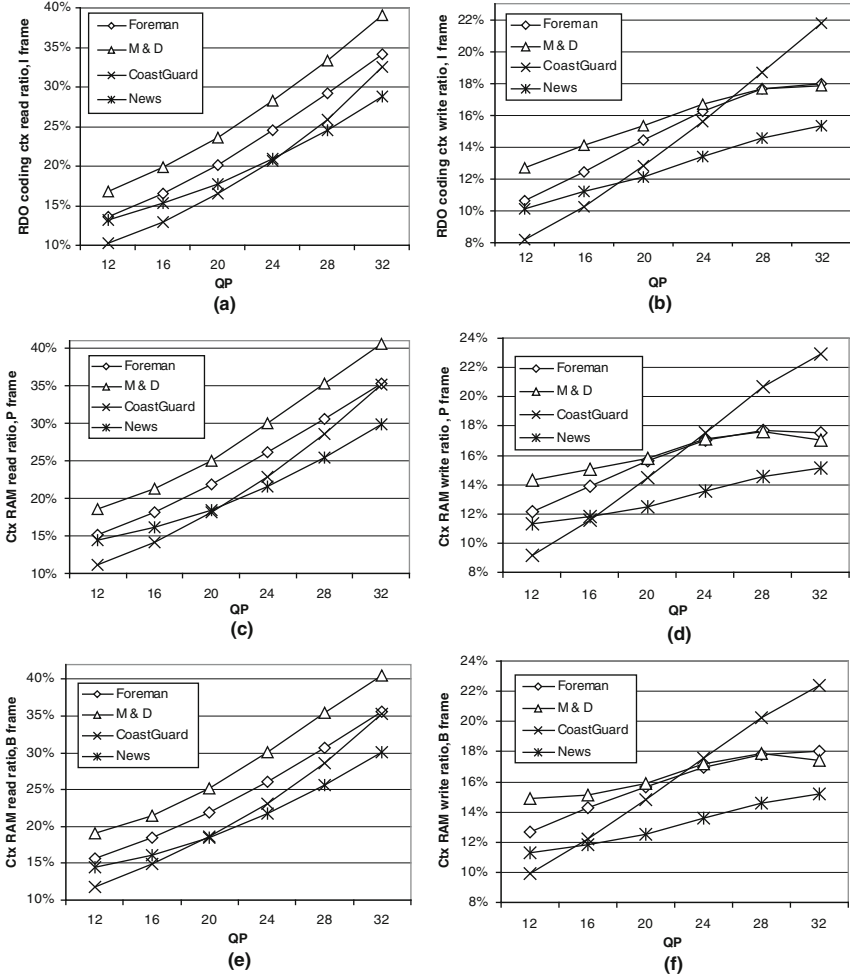 RDO coding ctx read ratio,I frame
40%
35%
30%
25%
20%
15%
10%
Foreman
M & D
CoastGuard
News
12 16 20 24 28 32
QP
(a)
RDO coding ctx write ratio, I frame
22%
20%
18%
16%
14%
12%
10%
8%
Foreman
M & D
CoastGuard
News
12 16 20 24 28 32
QP
(b)
Ctx RAM read ratio,P frame
40%
35%
30%
25%
20%
15%
10%
Foreman
M & D
CoastGuard
News
12 16 20 24 28 32
QP
(c)
Ctx RAM write ratio, P frame
24%
22%
20%
18%
16%
14%
12%
10%
8%
Foreman
M & D
CoastGuard
News
12 16 20 24 28 32
QP
(d)
Ctx RAM read ratio,B frame
40%
35%
30%
25%
20%
15%
10%
Foreman
M & D
CoastGuard
News
12 16 20 24 28 32
QP
(e)
Ctx RAM write ratio,B frame
24%
22%
20%
18%
16%
14%
12%
10%
8%
Foreman
M & D
CoastGuard
News
12 16 20 24 28 32
QP
(f)